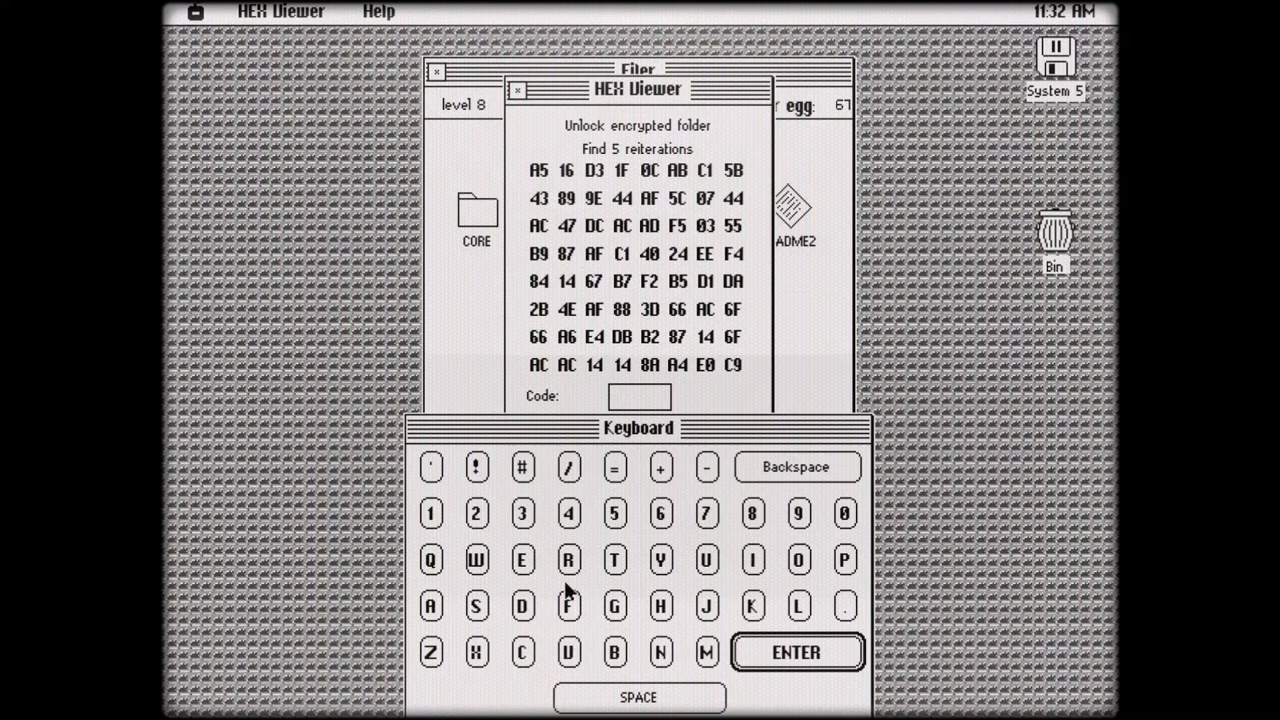 HEX Viewer Help 11:32 AM
System 5
Filer
level 8 r egg: 67
HEX Viewer
Unlock encrypted folder
Find 5 reiterations
A5 16 D3 1F 0C AB C1 5B
43 89 9E 44 AF 5C 07 44
AC 47 DC AC AD F5 03 55
B9 87 AF C1 40 24 EE F4
84 14 67 B7 F2 B5 D1 DA
2B 4E AF 88 3D 66 AC 6F
66 A6 E4 DB B2 87 14 6F
AC AC 14 14 8A A4 E0 C9
Code:
CORE
ADME2
Bin
Keyboard
' ! # / = + - Backspace
1 2 3 4 5 6 7 8 9 0
Q W E R T Y U I O P
A S D F G H J K L .
Z X C V B N M ENTER
SPACE